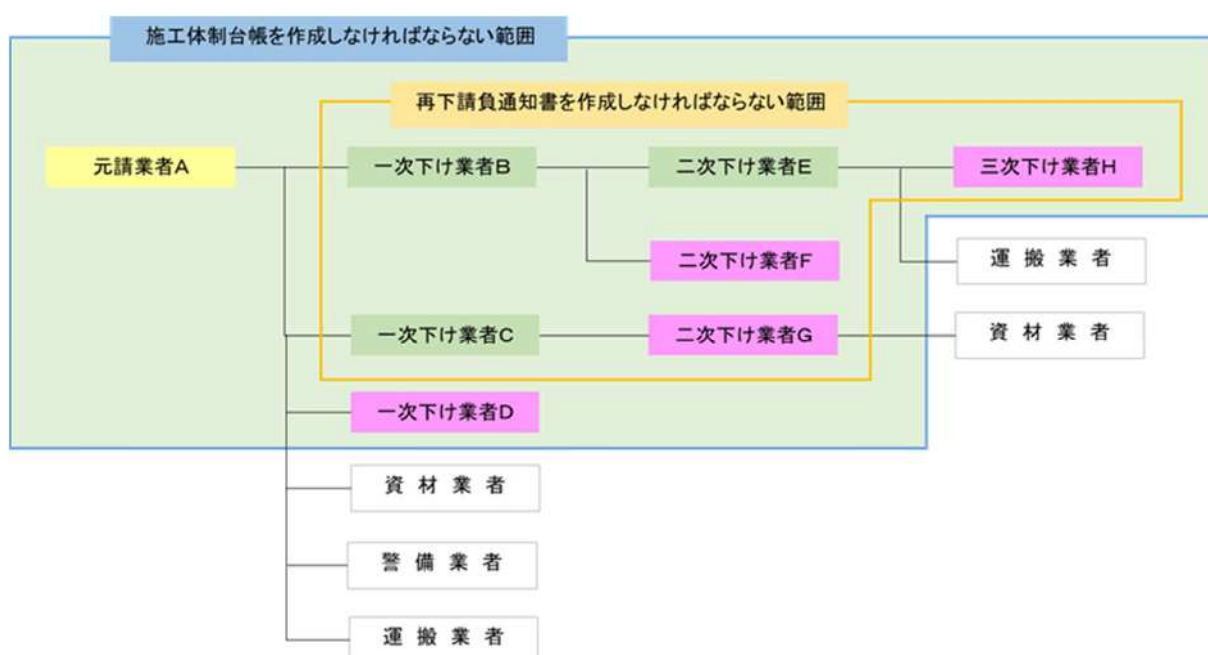 施工体制台帳を作成しなければならない範囲
再下請負通知書を作成しなければならない範囲
元請業者A
一次下け業者B
二次下け業者E
三次下け業者H
二次下け業者F
運搬業者
一次下け業者C
二次下け業者G
資材業者
一次下け業者D
資材業者
警備業者
運搬業者